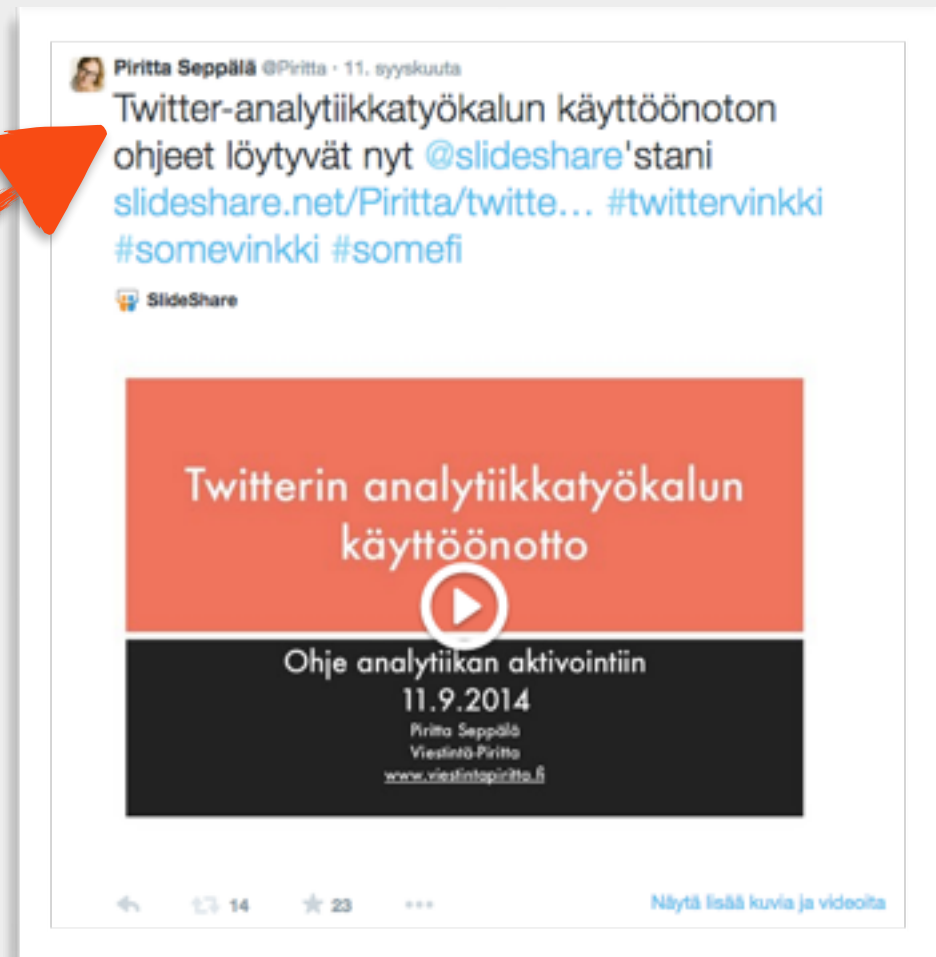 Piritta Seppälä @Piritta · 11. syyskuuta
Twitter-analytiikkatyökalun käyttöönoton
ohjeet löytyvät nyt @slideshare'stani
slideshare.net/Piritta/twitte… #twittervinkki
#somevinkki #somefi
SlideShare
Twitterin analytiikkatyökalun
käyttöönotto
Ohje analytiikan aktivointiin
11.9.2014
Piritta Seppälä
Viestintä-Piritta
www.viestintapiritta.fi
14 23
Näytä lisää kuvia ja videoita